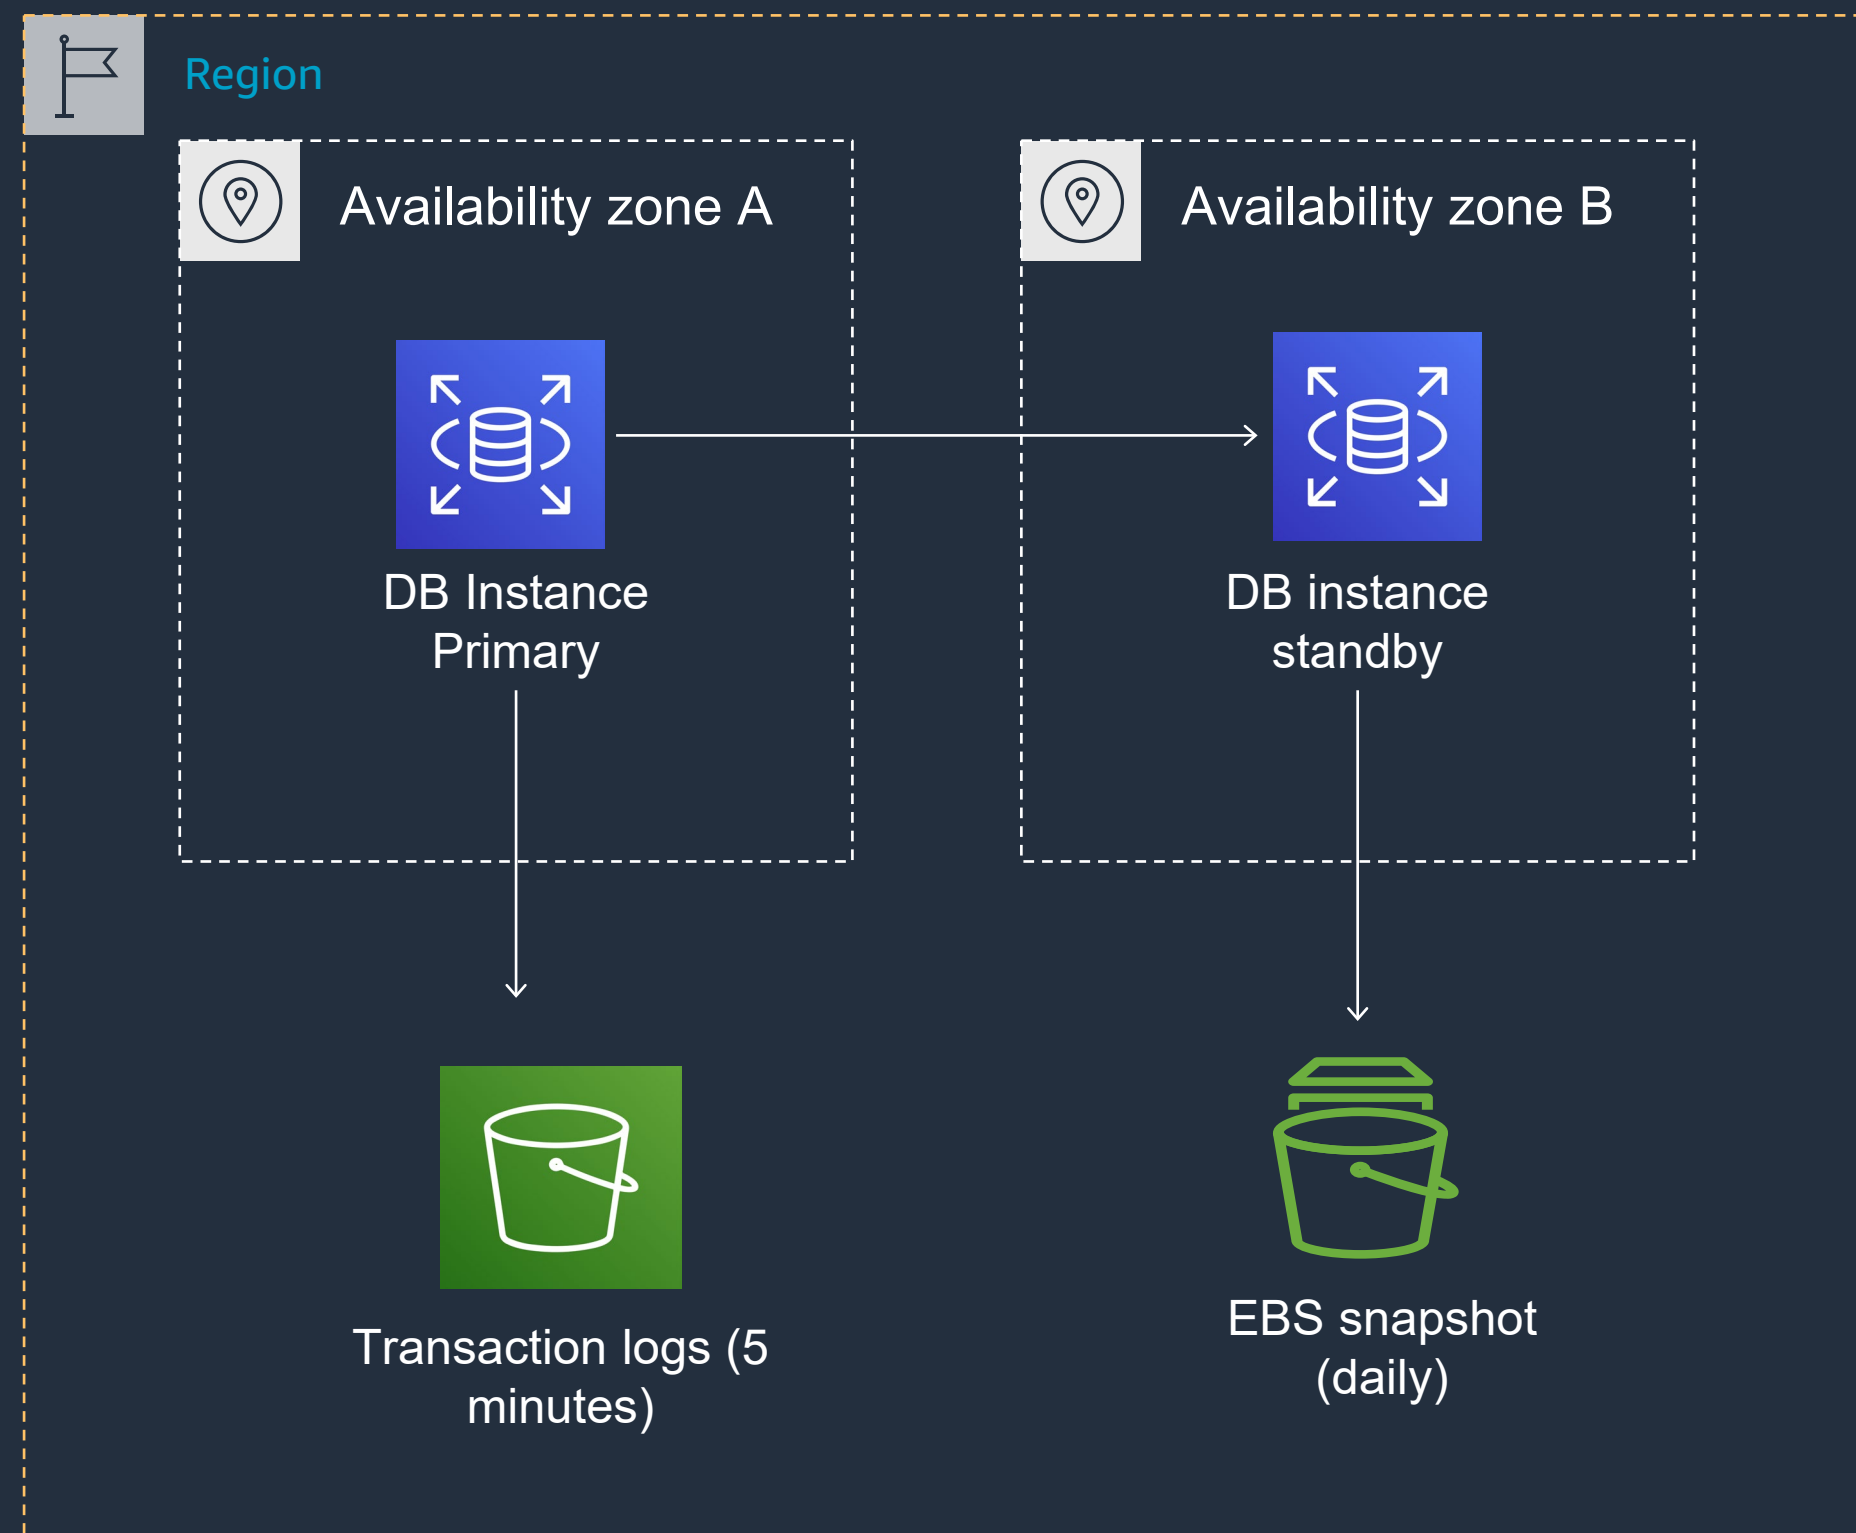 Region
Availability zone A
Availability zone B
DB Instance
Primary
DB instance
standby
Transaction logs (5
minutes)
EBS snapshot
(daily)